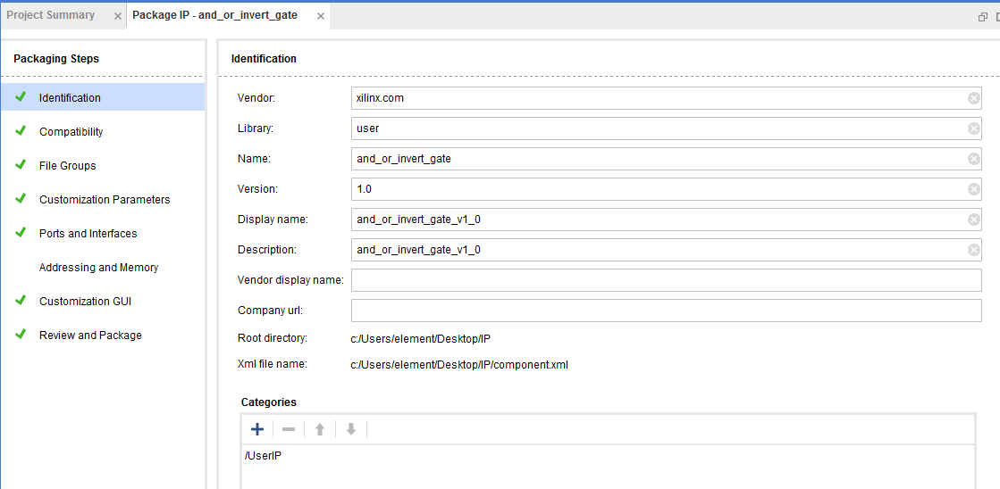 Project Summary
Package IP - and_or_invert_gate
Packaging Steps
Identification
Compatibility
File Groups
Customization Parameters
Ports and Interfaces
Addressing and Memory
Customization GUI
Review and Package
Identification
Vendor: xilinx.com
Library: user
Name: and_or_invert_gate
Version: 1.0
Display name: and_or_invert_gate_v1_0
Description: and_or_invert_gate_v1_0
Vendor display name:
Company url:
Root directory: c:/Users/element/Desktop/IP
Xml file name: c:/Users/element/Desktop/IP/component.xml
Categories
/UserIP